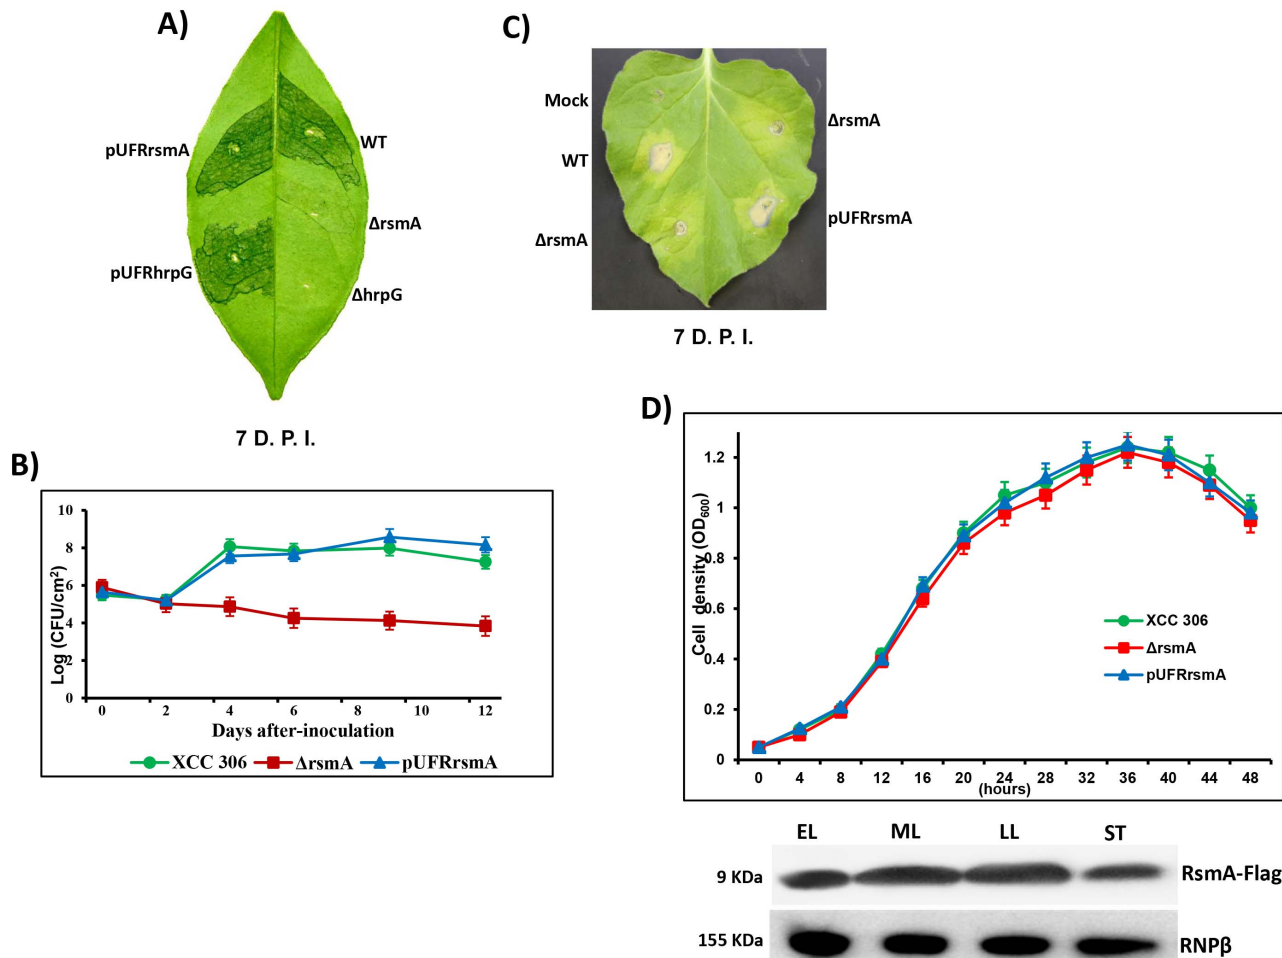 A)
pUFRrsmA
WT
ΔrsmA
pUFRhrpG
ΔhrpG
7 D. P. I.
B)
10
8
6
4
2
0
Log (CFU/cm²)
0 2 4 6 8 10 12
Days after-inoculation
XCC 306 ΔrsmA pUFRrsmA
C)
Mock
ΔrsmA
WT
pUFRrsmA
ΔrsmA
7 D. P. I.
D)
1.2
1
0.8
0.6
0.4
0.2
0
Cell density (OD₆₀₀)
XCC 306
ΔrsmA
pUFRrsmA
0 4 8 12 16 20 24 28 32 36 40 44 48
(hours)
EL ML LL ST
9 KDa
RsmA-Flag
155 KDa
RNPβ